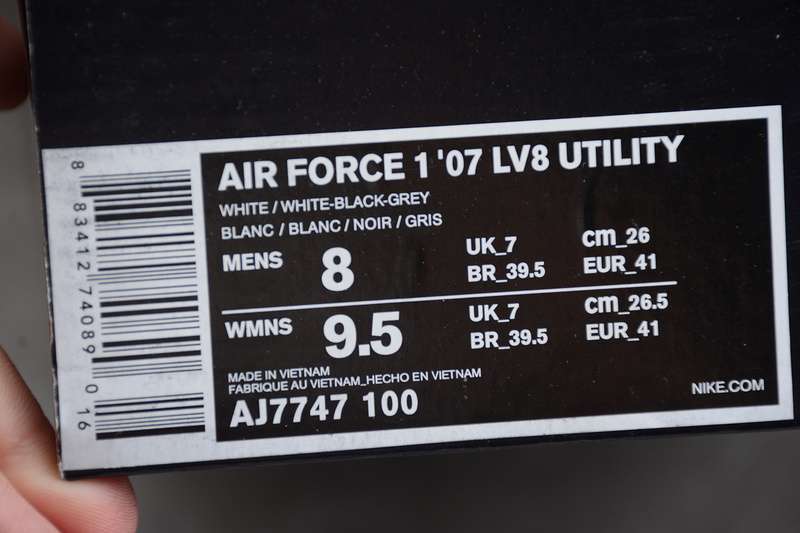 8 83412 74089 0 16
AIR FORCE 1 '07 LV8 UTILITY
WHITE / WHITE-BLACK-GREY
BLANC / BLANC / NOIR / GRIS
MENS 8 UK_7 cm_26
BR_39.5 EUR_41
WMNS 9.5 UK_7 cm_26.5
BR_39.5 EUR_41
MADE IN VIETNAM
FABRIQUE AU VIETNAM_HECHO EN VIETNAM
AJ7747 100
NIKE.COM